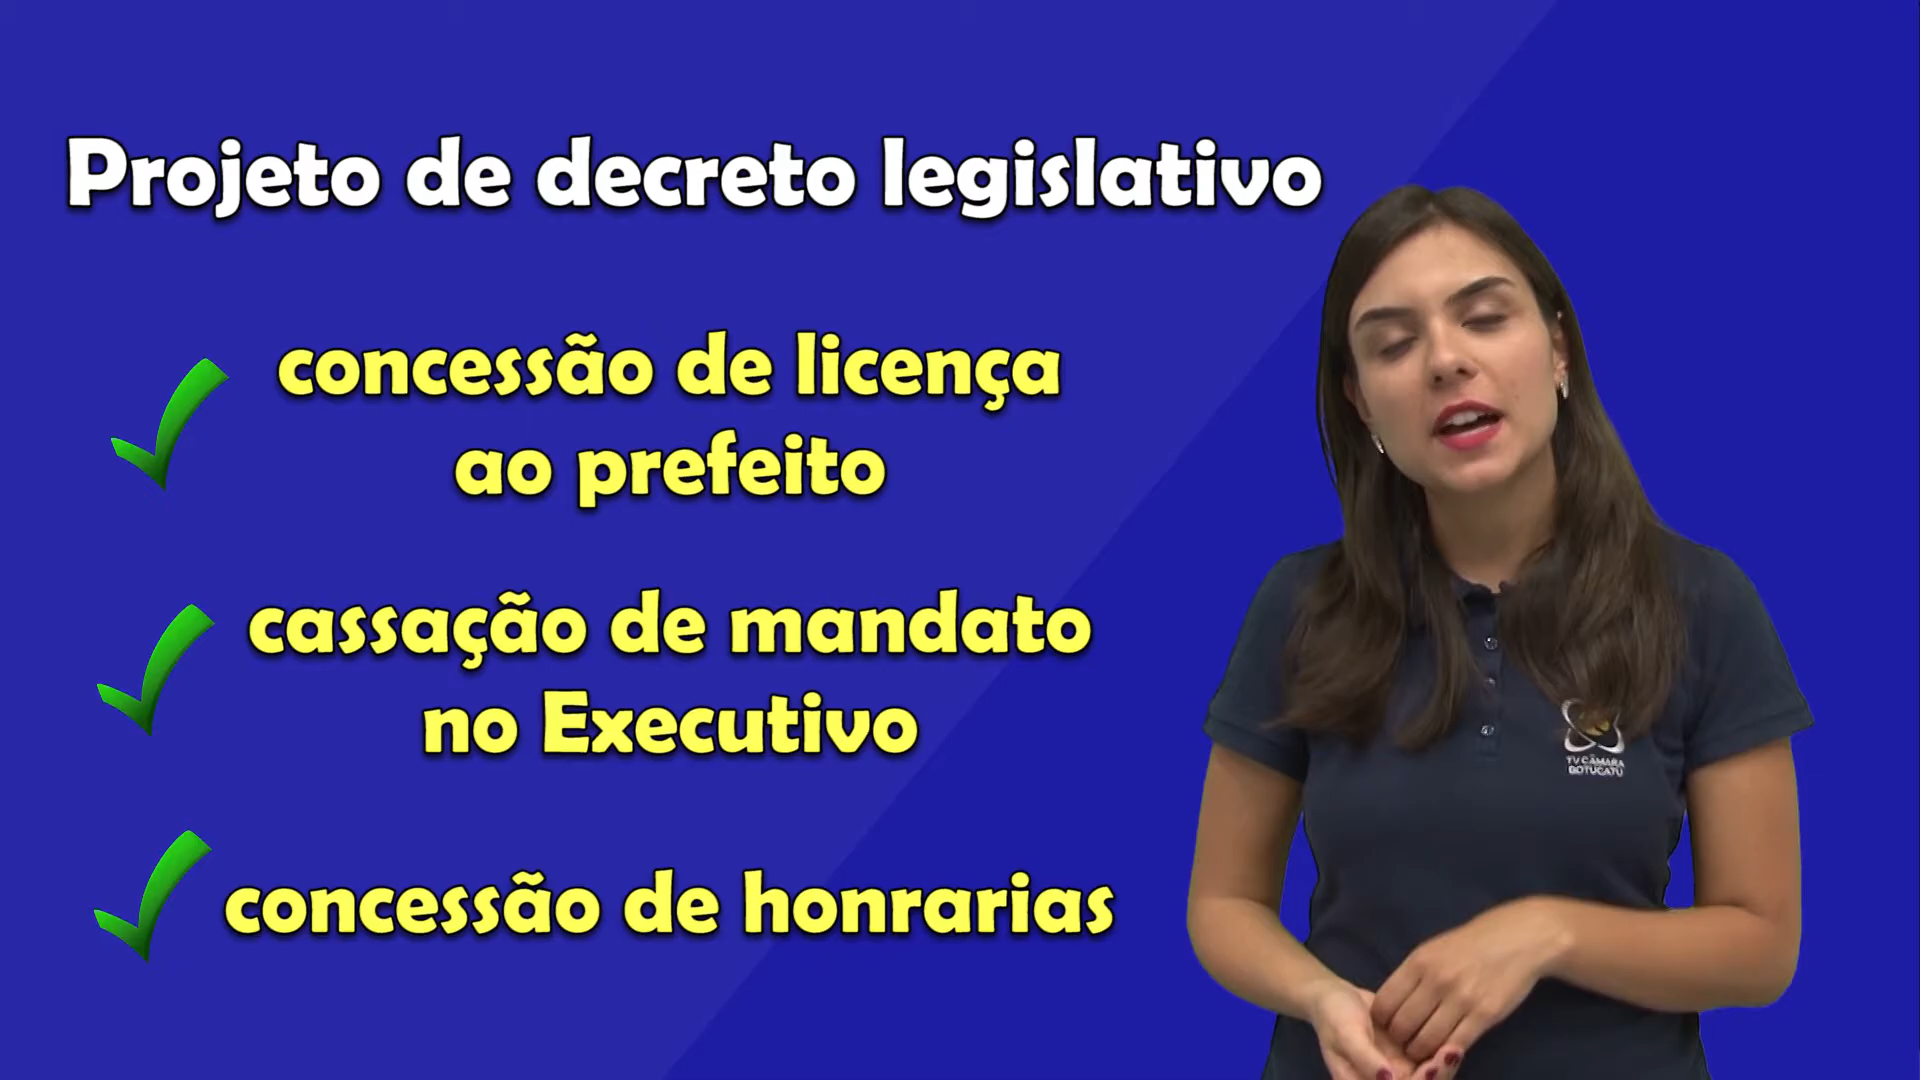 Projeto de decreto legislativo
concessão de licença
ao prefeito
cassação de mandato
no Executivo
concessão de honrarias
TV CÂMARA
BOTUCATU